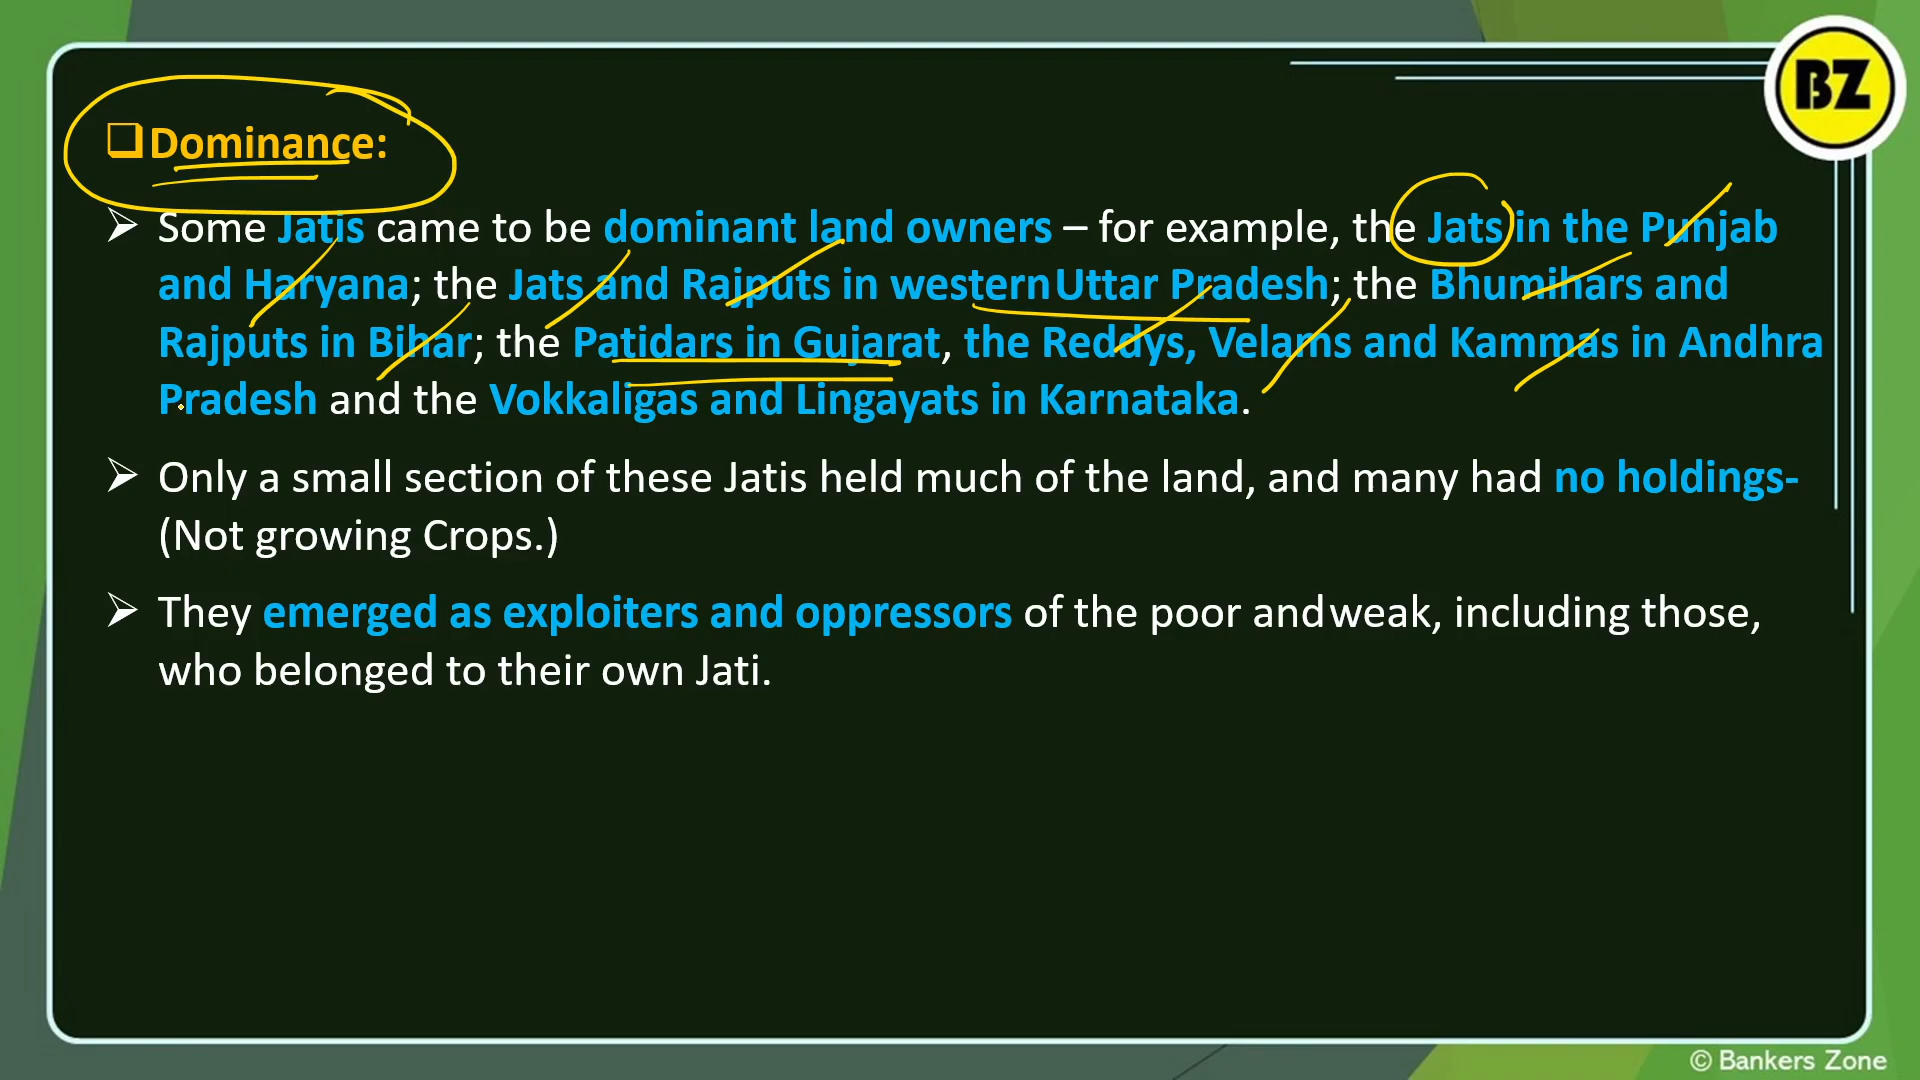 BZ
Dominance:
Some Jatis came to be dominant land owners – for example, the Jats in the Punjab
and Haryana; the Jats and Rajputs in western Uttar Pradesh; the Bhumihars and
Rajputs in Bihar; the Patidars in Gujarat, the Reddys, Velams and Kammas in Andhra
Pradesh and the Vokkaligas and Lingayats in Karnataka.
Only a small section of these Jatis held much of the land, and many had no holdings-
(Not growing Crops.)
They emerged as exploiters and oppressors of the poor and weak, including those,
who belonged to their own Jati.
© Bankers Zone